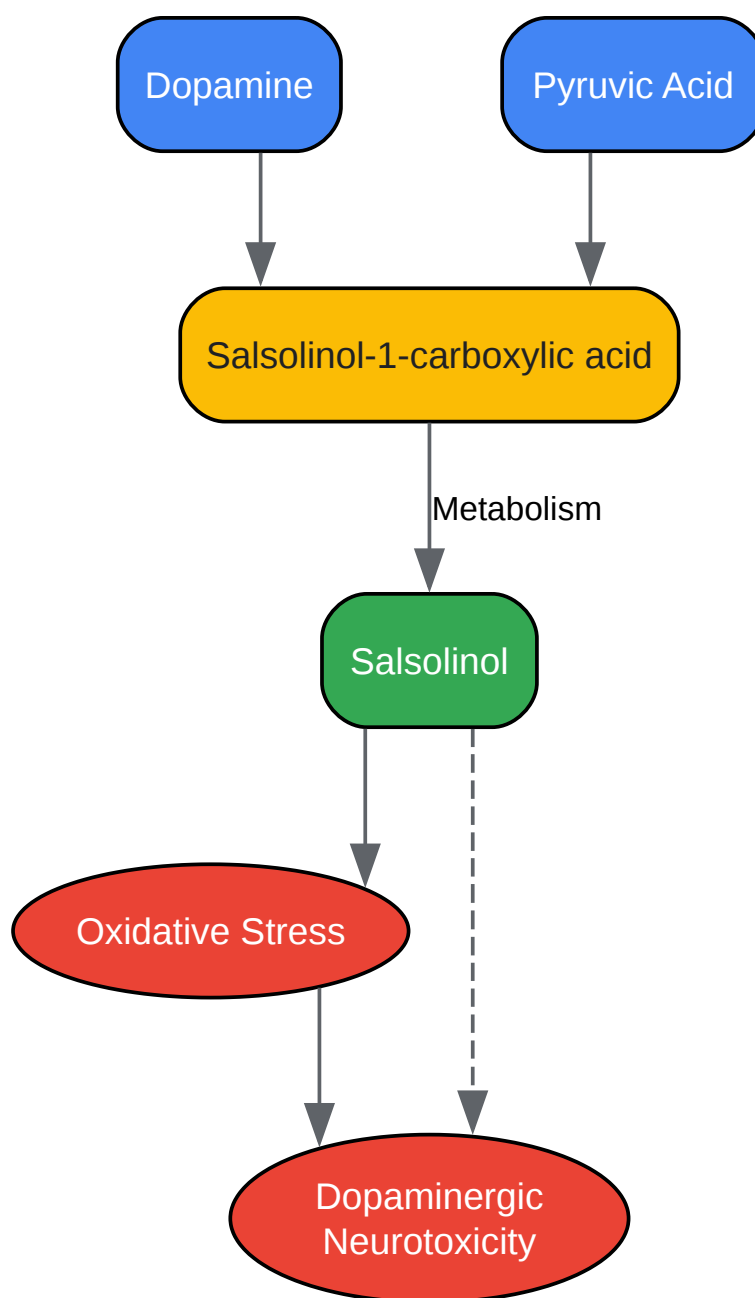 Dopamine
Pyruvic Acid
Salsolinol-1-carboxylic acid
Metabolism
Salsolinol
Oxidative Stress
Dopaminergic
Neurotoxicity